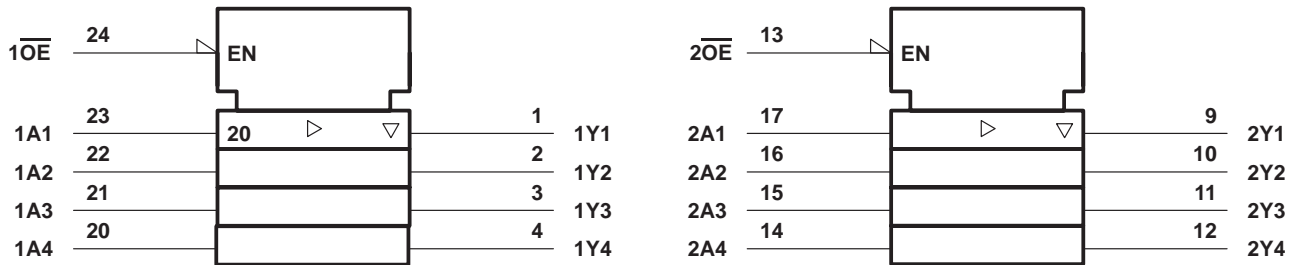 1OE 24 EN
1A1 23 20 1 1Y1
1A2 22 2 1Y2
1A3 21 3 1Y3
1A4 20 4 1Y4
2OE 13 EN
2A1 17 9 2Y1
2A2 16 10 2Y2
2A3 15 11 2Y3
2A4 14 12 2Y4